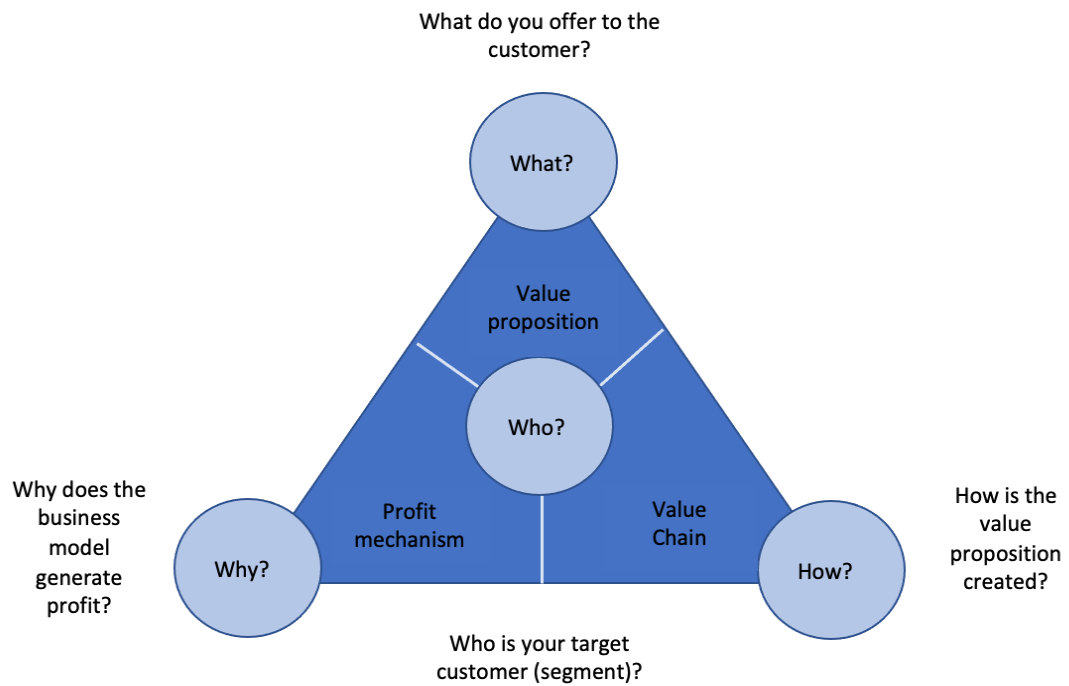 What do you offer to the
customer?
What?
Value
proposition
Who?
Why does the
business
model
generate
profit?
Why?
Profit
mechanism
Value
Chain
How?
How is the
value
proposition
created?
Who is your target
customer (segment)?